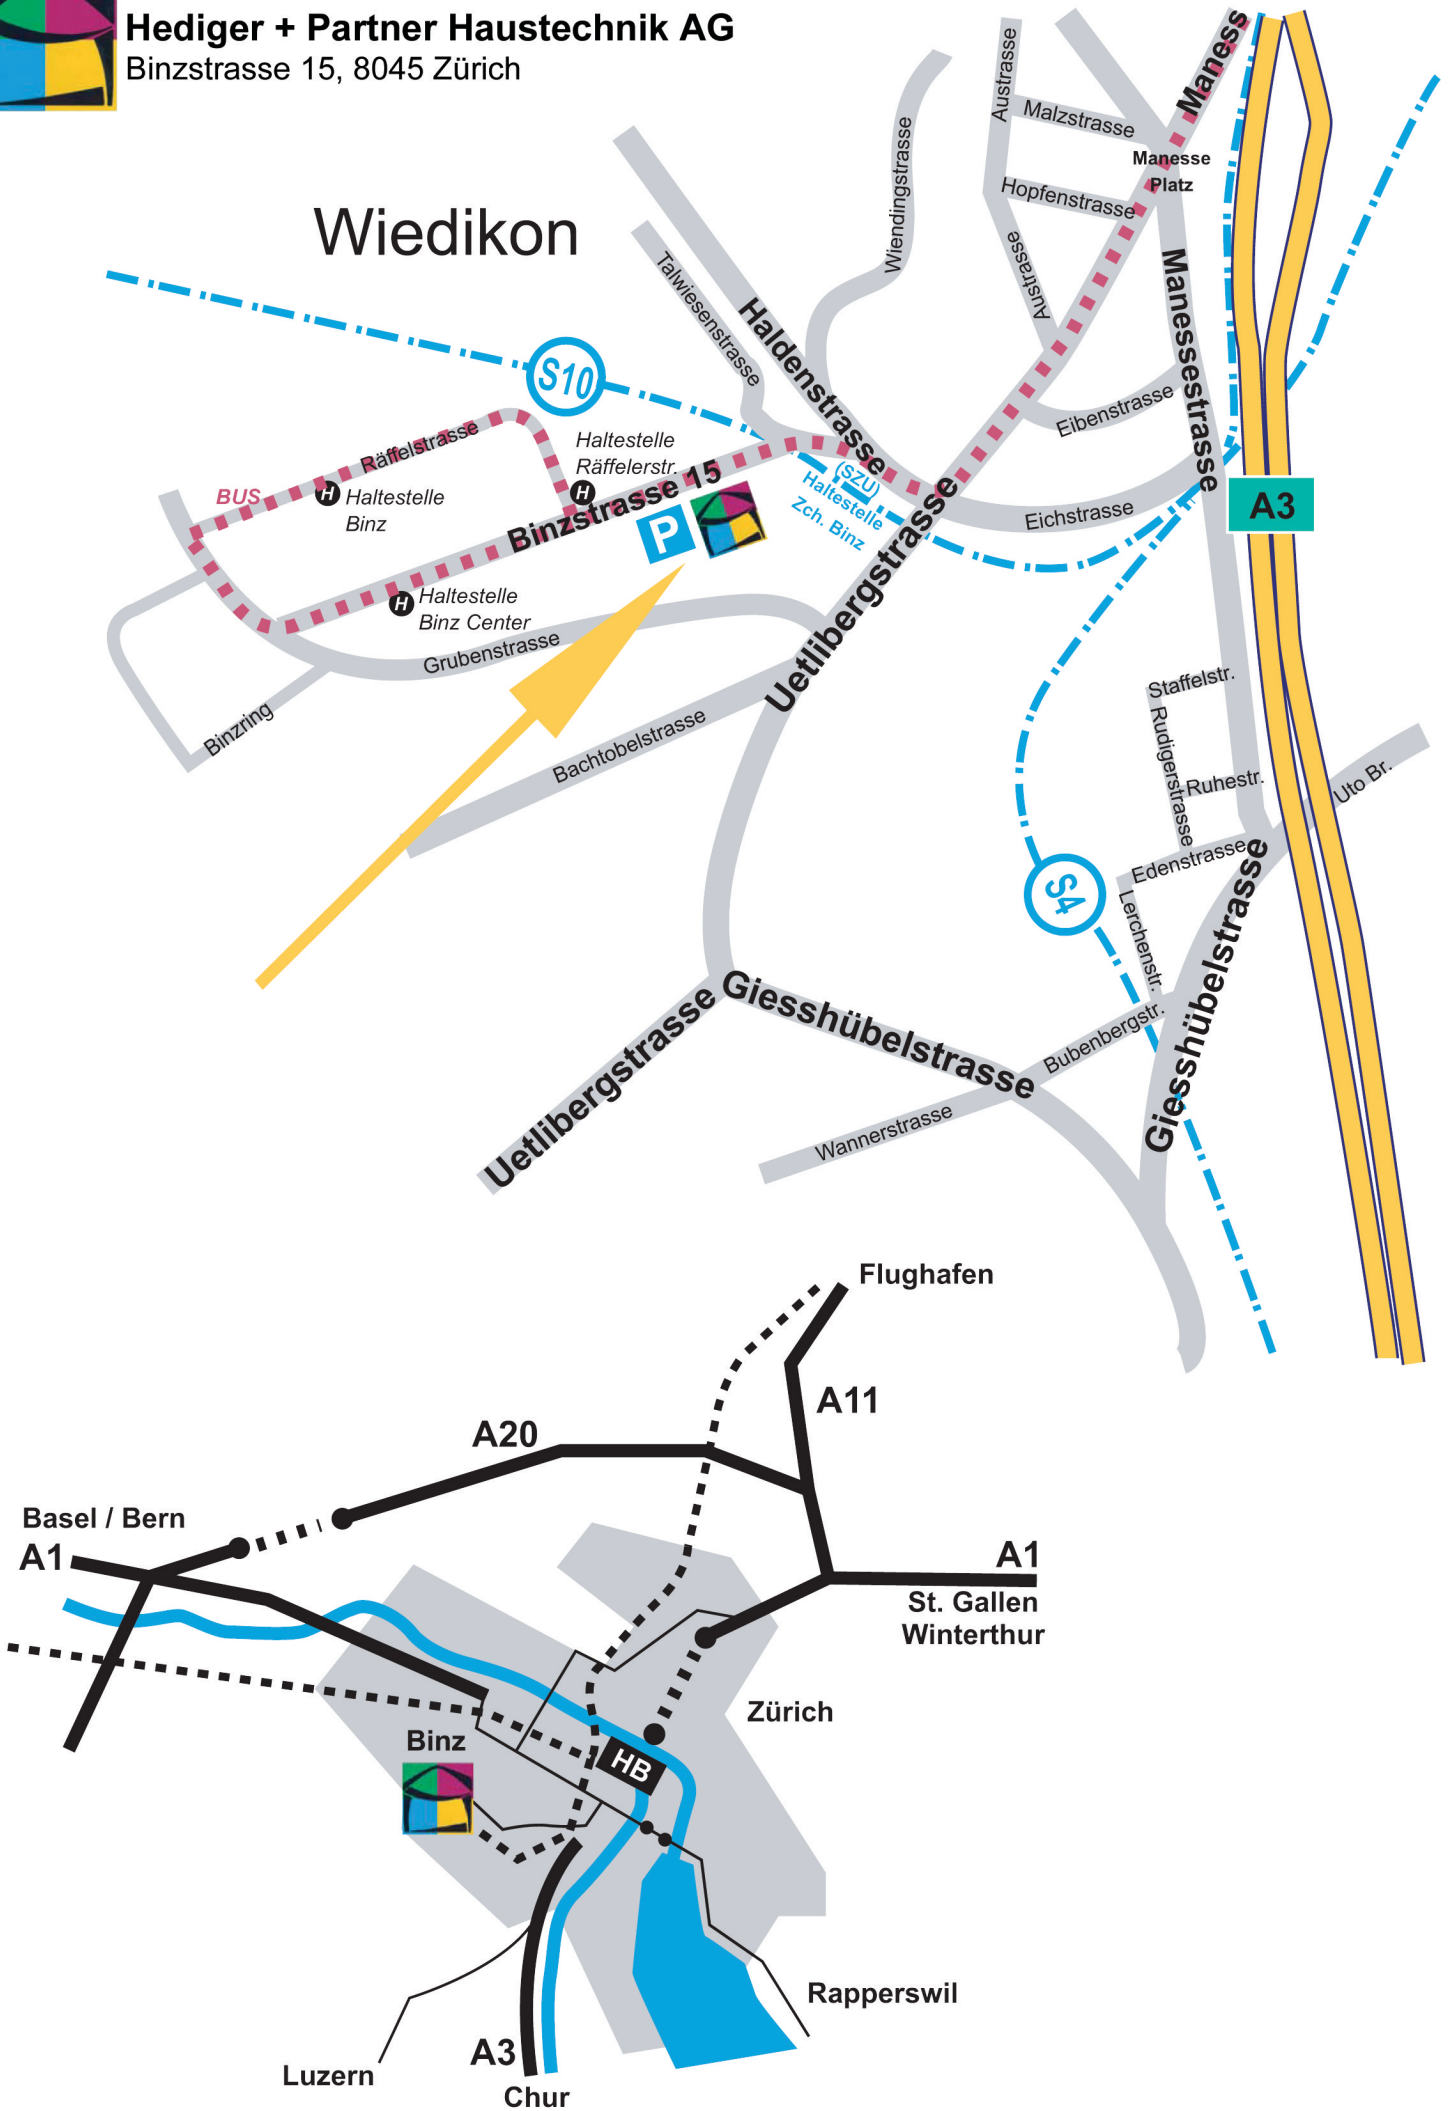 Hediger + Partner Haustechnik AG
Binzstrasse 15, 8045 Zürich
Maness
Austrasse
Malzstrasse
Manesse
Platz
Wiendingstrasse
Hopfenstrasse
Wiedikon
Talwiesenstrasse
Austrasse
Manessestrasse
Haldenstrasse
S10
Eibenstrasse
Räffelstrasse
Haltestelle
Räffelerstr.
BUS
H
Haltestelle
Binz
H
Binzstrasse 15
P
(SZU)
Haltestelle
Zch. Binz
Eichstrasse
A3
Uetlibergstrasse
H
Haltestelle
Binz Center
Grubenstrasse
Staffelstr.
Rudigerstrasse
Binzring
Bachtobelstrasse
Ruhestr.
Uto Br.
Edenstrasse
S4
Lerchenstr.
Giesshübelstrasse
Uetlibergstrasse
Giesshübelstrasse
Bubenbergstr.
Wannerstrasse
Flughafen
A11
A20
Basel / Bern
A1
A1
St. Gallen
Winterthur
Zürich
Binz
HB
Rapperswil
A3
Luzern
Chur